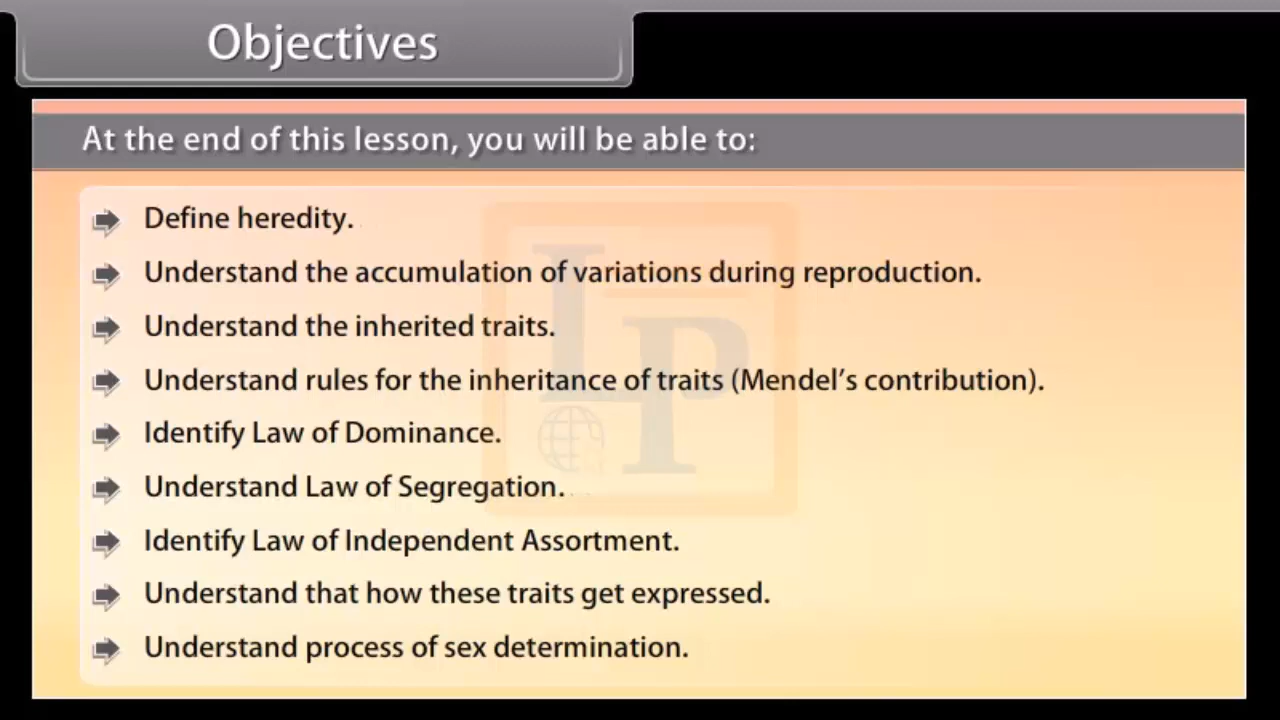 Objectives
At the end of this lesson, you will be able to:
Define heredity.
Understand the accumulation of variations during reproduction.
Understand the inherited traits.
Understand rules for the inheritance of traits (Mendel's contribution).
Identify Law of Dominance.
Understand Law of Segregation.
Identify Law of Independent Assortment.
Understand that how these traits get expressed.
Understand process of sex determination.
LP